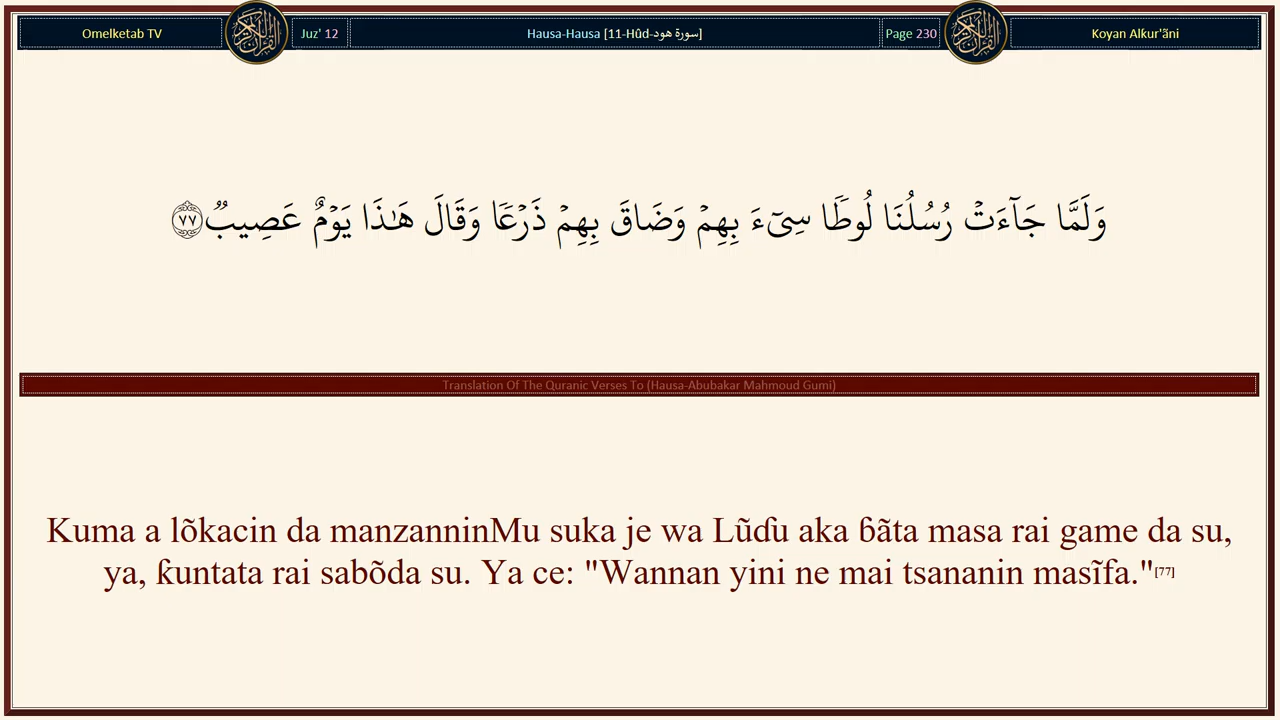 Omelketab TV
Juz' 12
Hausa-Hausa [11-Hûd-سورة هود]
Page 230
Koyan Alƙur'ãni
وَلَمَّا جَآءَتۡ رُسُلُنَا لُوطٗا سِيٓءَ بِهِمۡ وَضَاقَ بِهِمۡ ذَرۡعٗا وَقَالَ هَٰذَا يَوۡمٌ عَصِيبٞ ٧٧
Translation Of The Quranic Verses To (Hausa-Abubakar Mahmoud Gumi)
Kuma a lõkacin da manzanninMu suka je wa Lũɗu aka ɓãta masa rai game da su,
ya, ƙuntata rai sabõda su. Ya ce: "Wannan yini ne mai tsananin masĩfa."[77]